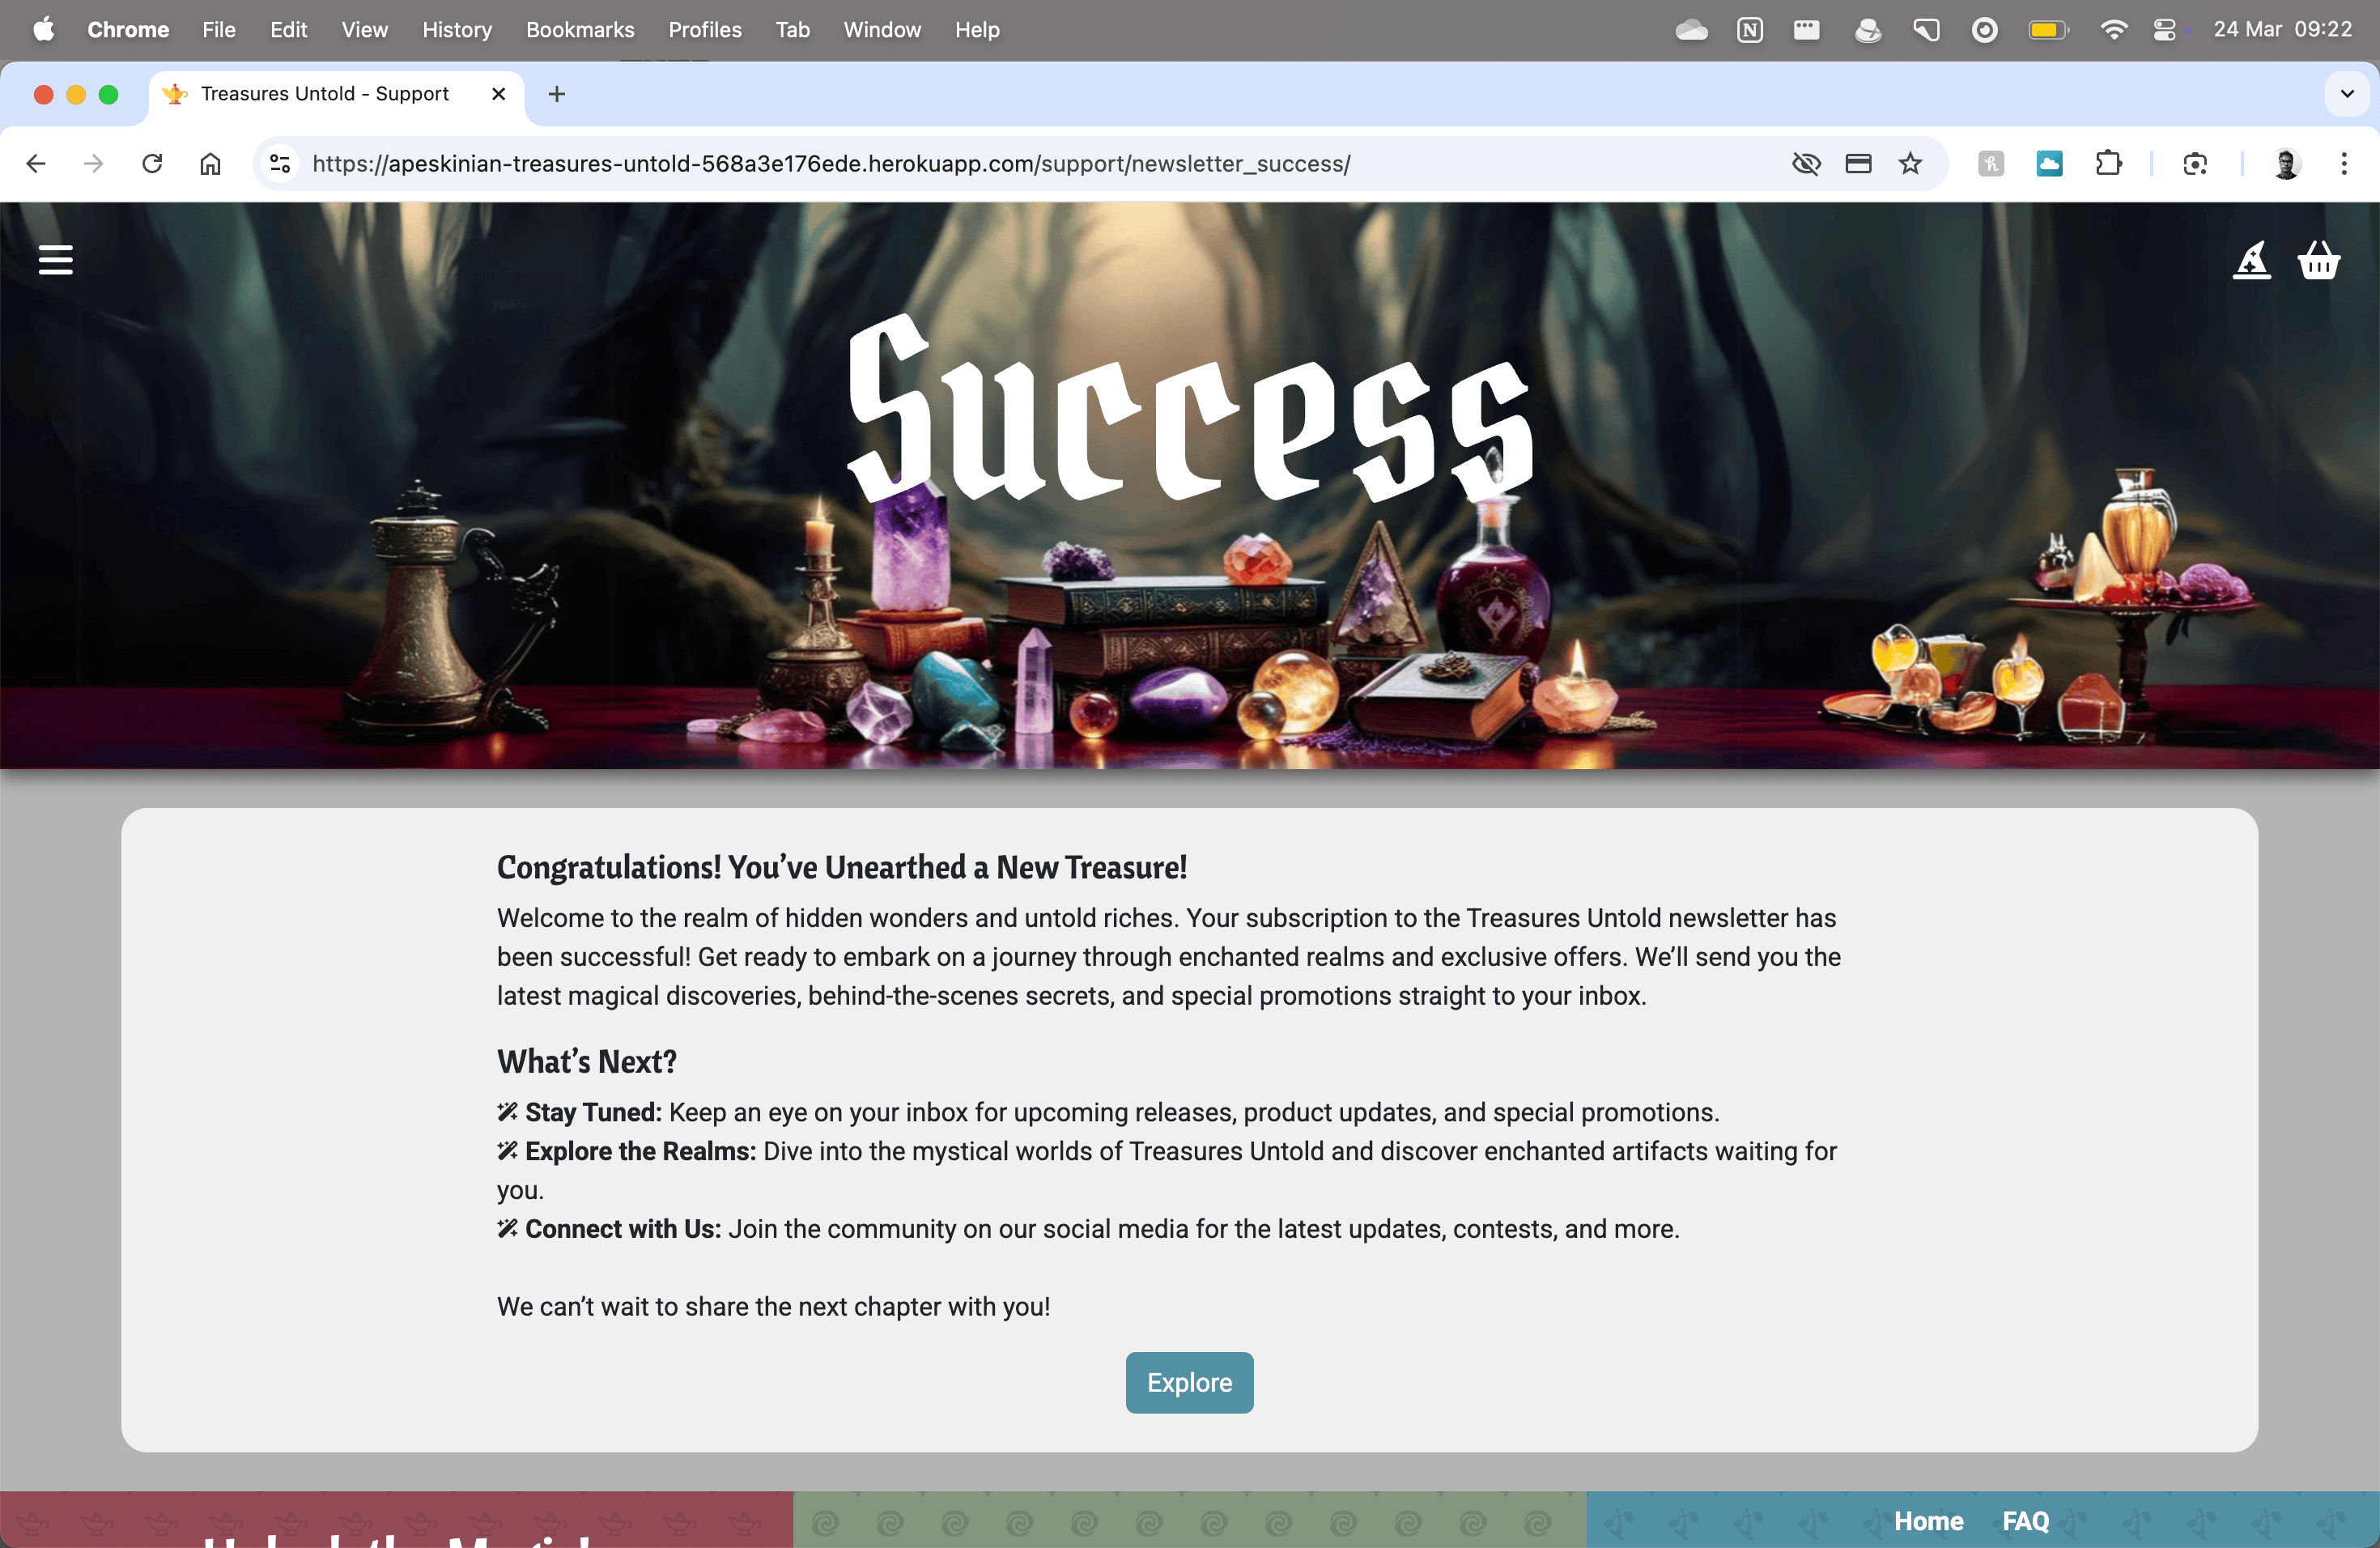 Chrome File Edit View History Bookmarks Profiles Tab Window Help 24 Mar 09:22
Treasures Untold - Support
https://apeskinian-treasures-untold-568a3e176ede.herokuapp.com/support/newsletter_success/
Success
Congratulations! You’ve Unearthed a New Treasure!
Welcome to the realm of hidden wonders and untold riches. Your subscription to the Treasures Untold newsletter has
been successful! Get ready to embark on a journey through enchanted realms and exclusive offers. We’ll send you the
latest magical discoveries, behind-the-scenes secrets, and special promotions straight to your inbox.
What’s Next?
Stay Tuned: Keep an eye on your inbox for upcoming releases, product updates, and special promotions.
Explore the Realms: Dive into the mystical worlds of Treasures Untold and discover enchanted artifacts waiting for
you.
Connect with Us: Join the community on our social media for the latest updates, contests, and more.
We can’t wait to share the next chapter with you!
Explore
Home FAQ